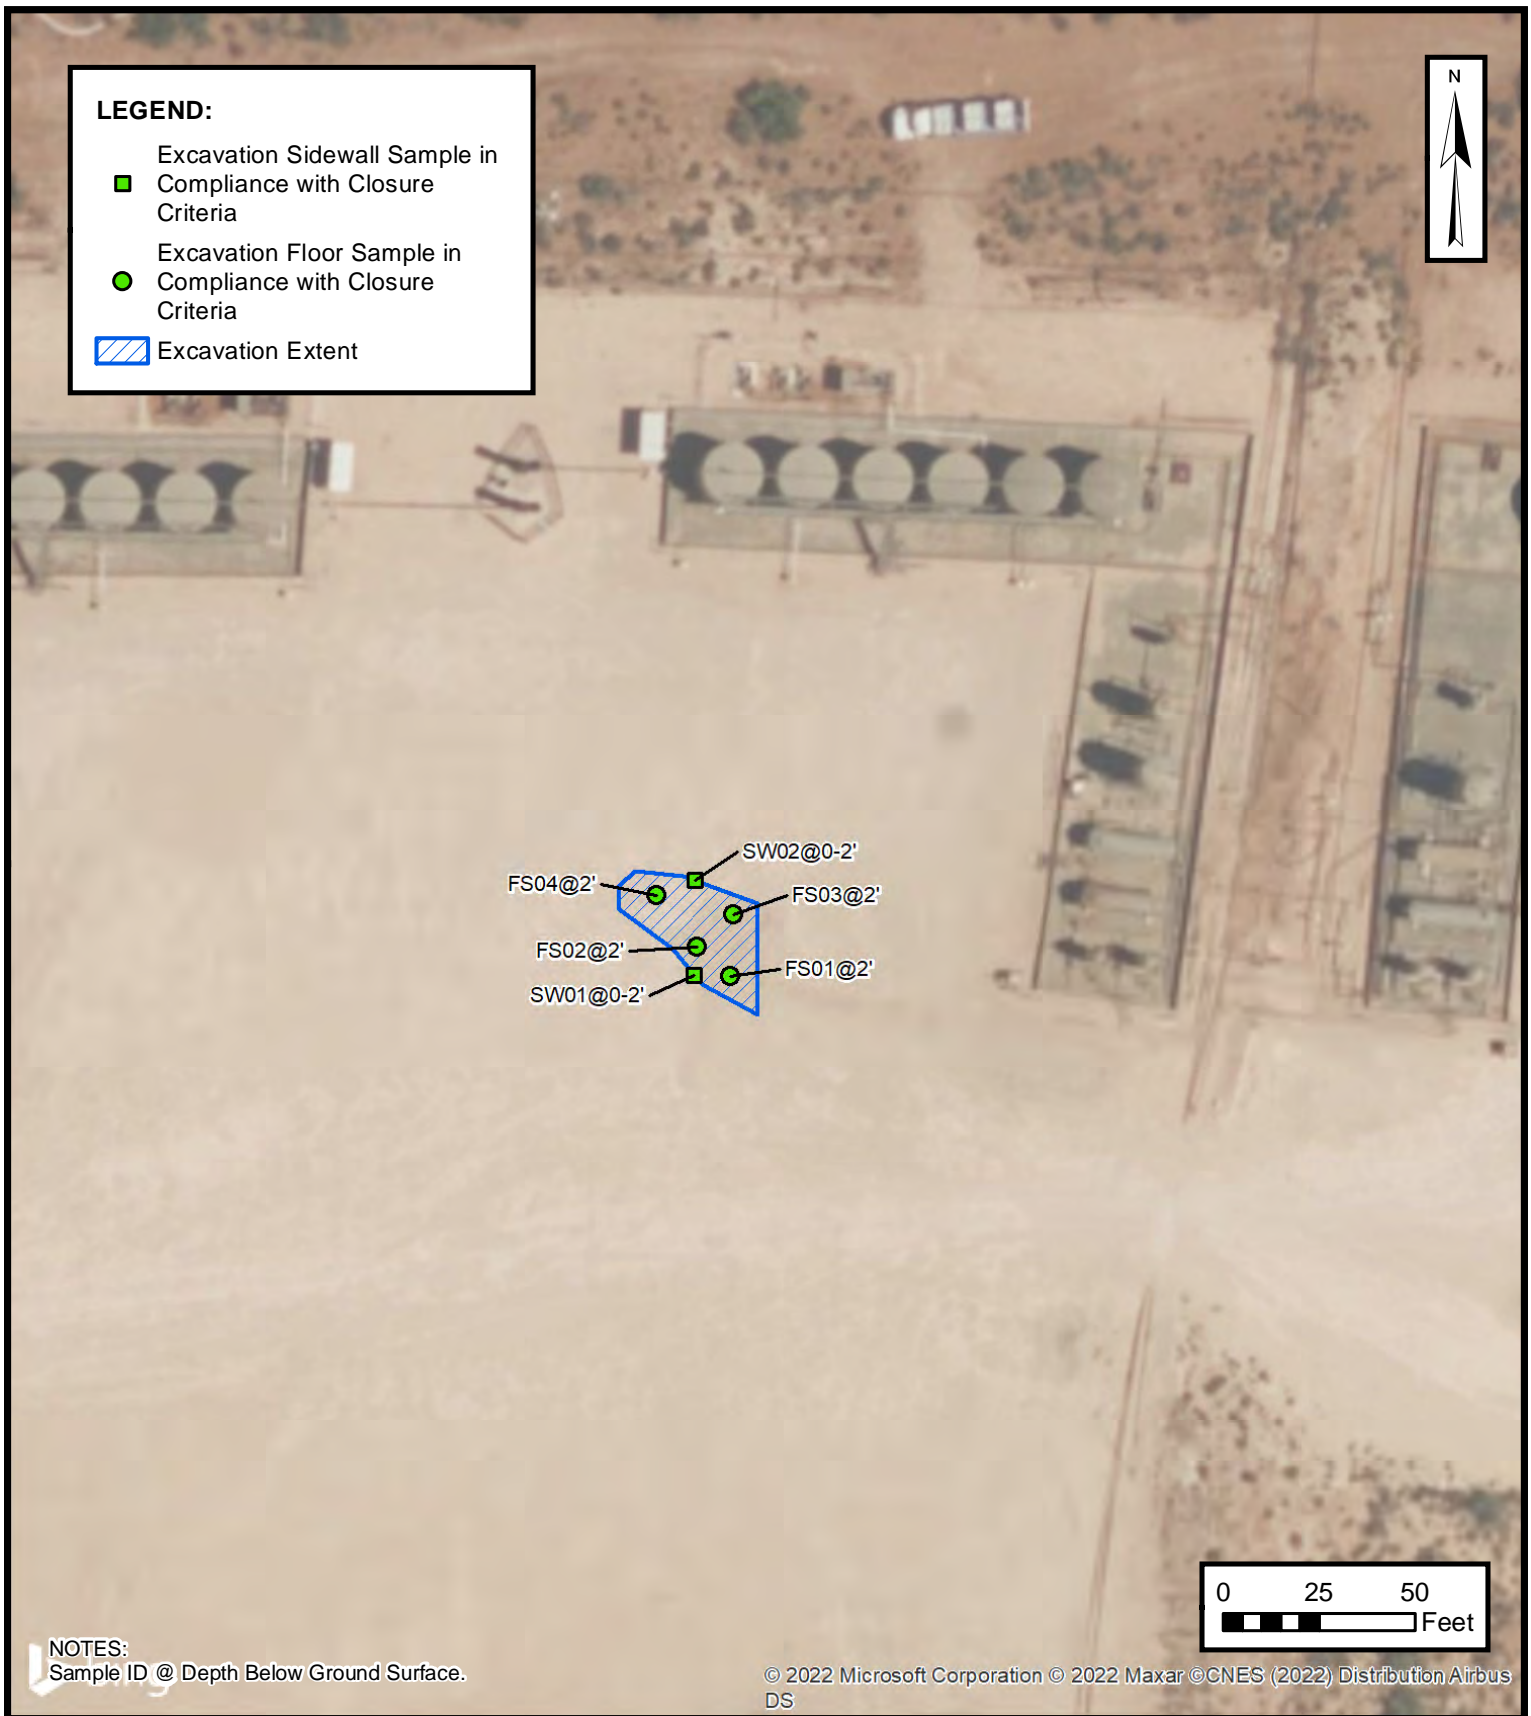 LEGEND:
Excavation Sidewall Sample in
Compliance with Closure
Criteria
Excavation Floor Sample in
Compliance with Closure
Criteria
Excavation Extent
N
SW02@0-2'
FS04@2'
FS03@2'
FS02@2'
FS01@2'
SW01@0-2'
0 25 50
Feet
NOTES:
Sample ID @ Depth Below Ground Surface.
© 2022 Microsoft Corporation © 2022 Maxar ©CNES (2022) Distribution Airbus
DS